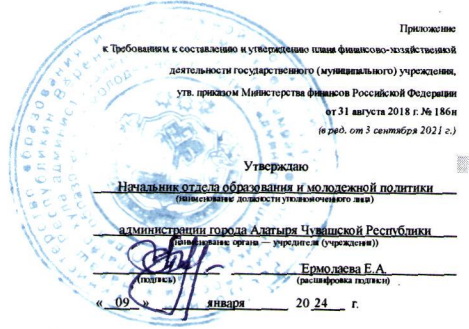 Приложение
к Требованиям к составлению и утверждению плана финансово-хозяйственной
деятельности государственного (муниципального) учреждения,
утв. приказом Министерства финансов Российской Федерации
от 31 августа 2018 г. № 186н
(в ред. от 3 сентября 2021 г.)
Утверждаю
Начальник отдела образования и молодежной политики
(наименование должности уполномоченного лица)
администрации города Алатыря Чувашской Республики
(наименование органа — учредителя (учреждения))
Ермолаева Е.А.
(подпись) (расшифровка подписи)
« 09 » января 20 24 г.